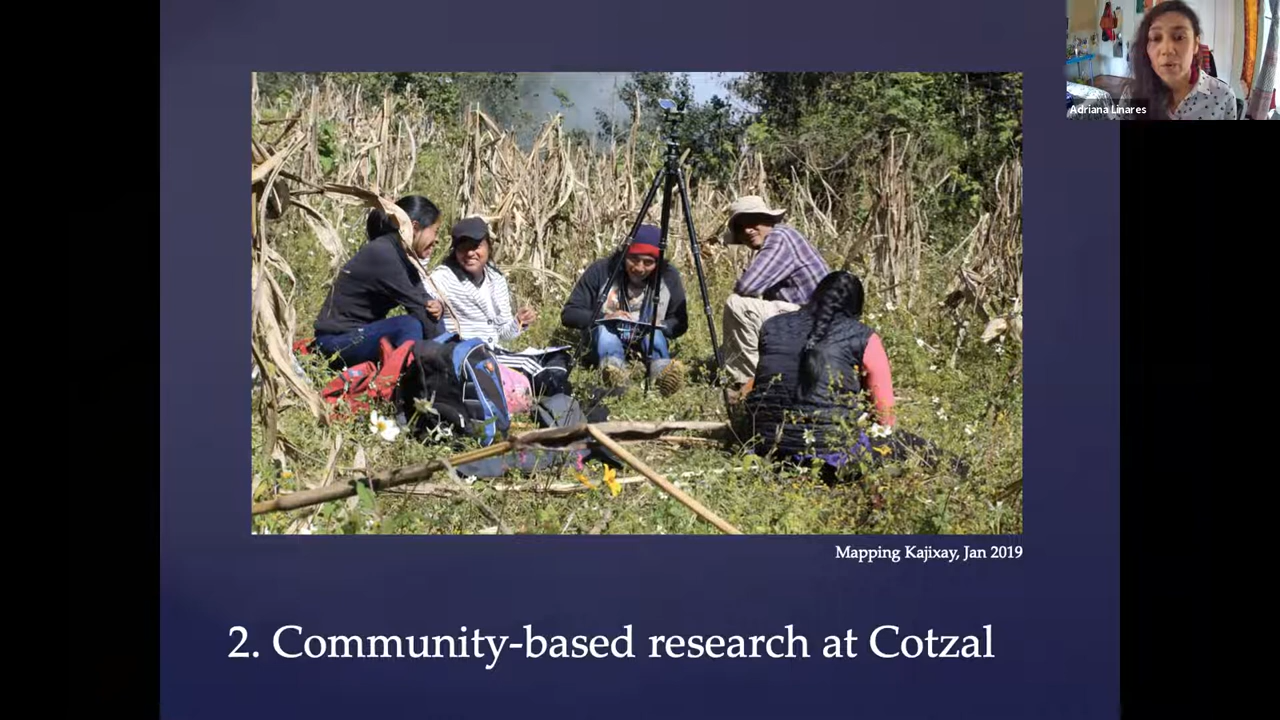 Adriana Linares
Mapping Kajixay, Jan 2019
2. Community-based research at Cotzal